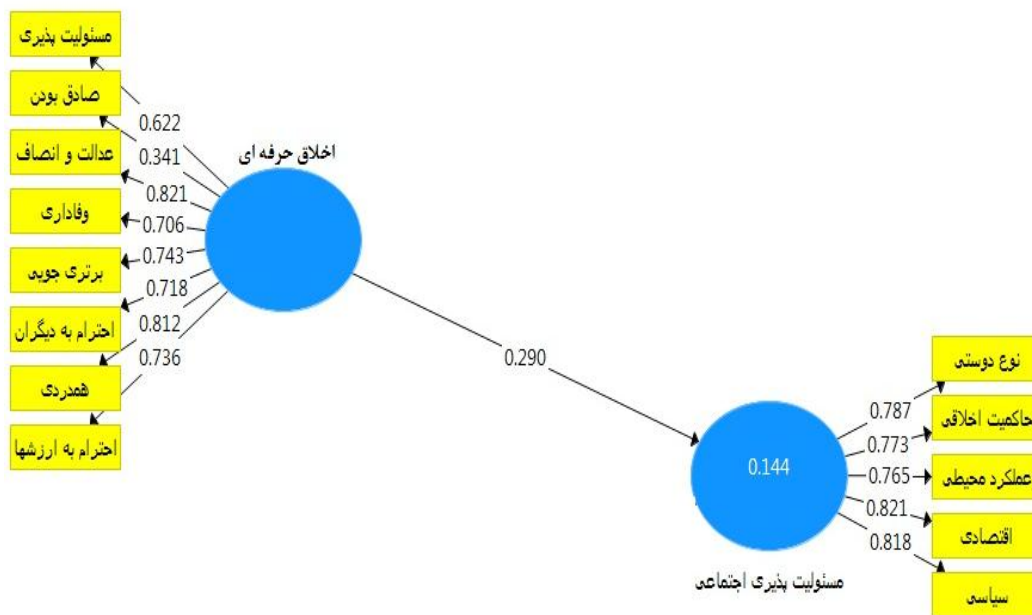 مسئولیت پذیری
صادق بودن
عدالت و انصاف
وفاداری
برتری جویی
احترام به دیگران
همدردی
احترام به ارزشها
0.622
0.341
0.821
0.706
0.743
0.718
0.812
0.736
اخلاق حرفه ای
0.290
0.144
مسئولیت پذیری اجتماعی
0.787
0.773
0.765
0.821
0.818
نوع دوستی
حاکمیت اخلاقی
عملکرد محیطی
اقتصادی
سیاسی